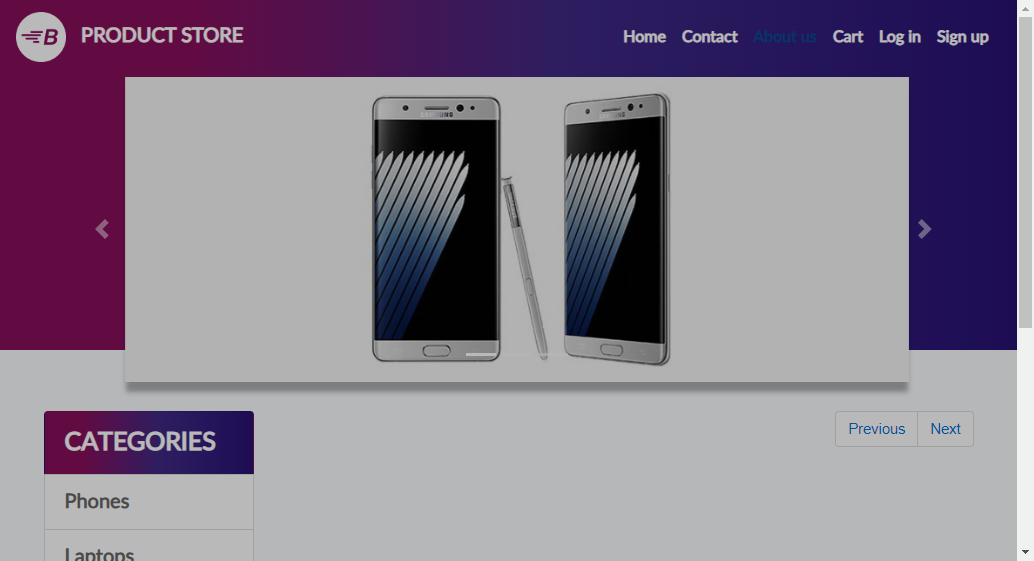 B PRODUCT STORE
Home Contact About us Cart Log in Sign up
SAMSUNG
SAMSUNG
CATEGORIES
Previous Next
Phones
Laptops